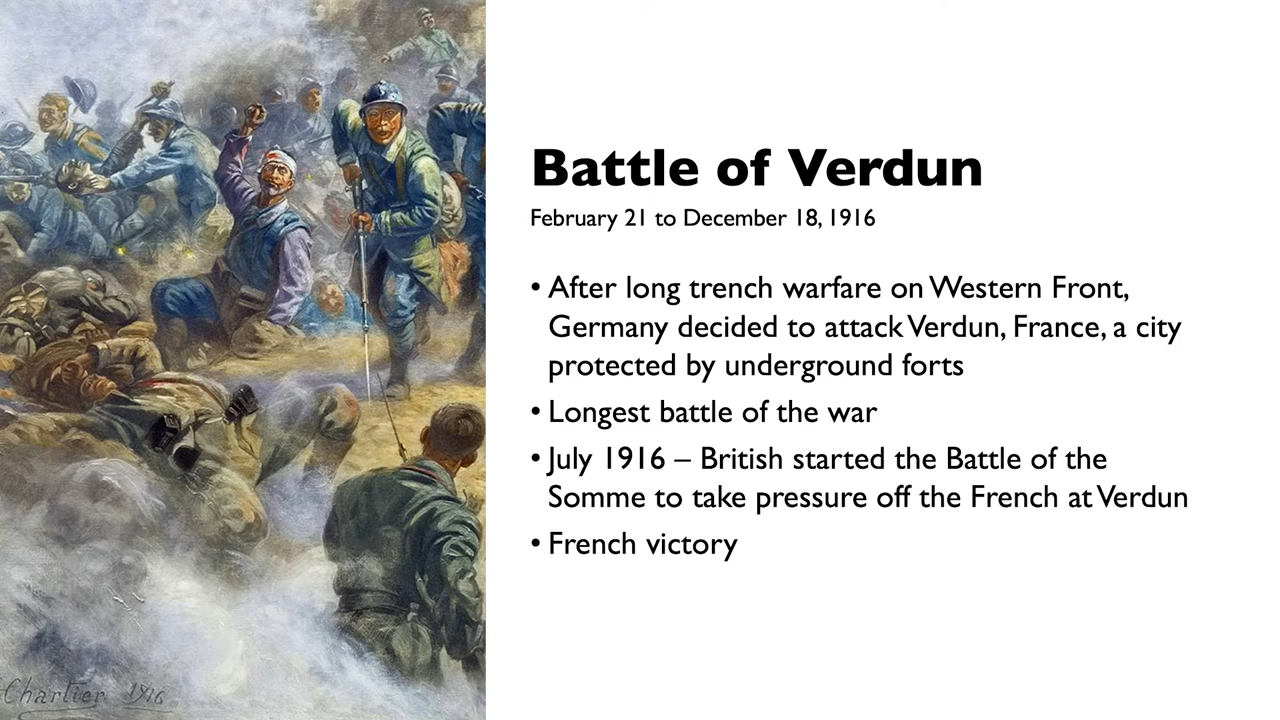 Battle of Verdun
February 21 to December 18, 1916
• After long trench warfare on Western Front,
Germany decided to attack Verdun, France, a city
protected by underground forts
• Longest battle of the war
• July 1916 – British started the Battle of the
Somme to take pressure off the French at Verdun
• French victory
Chartier 1916